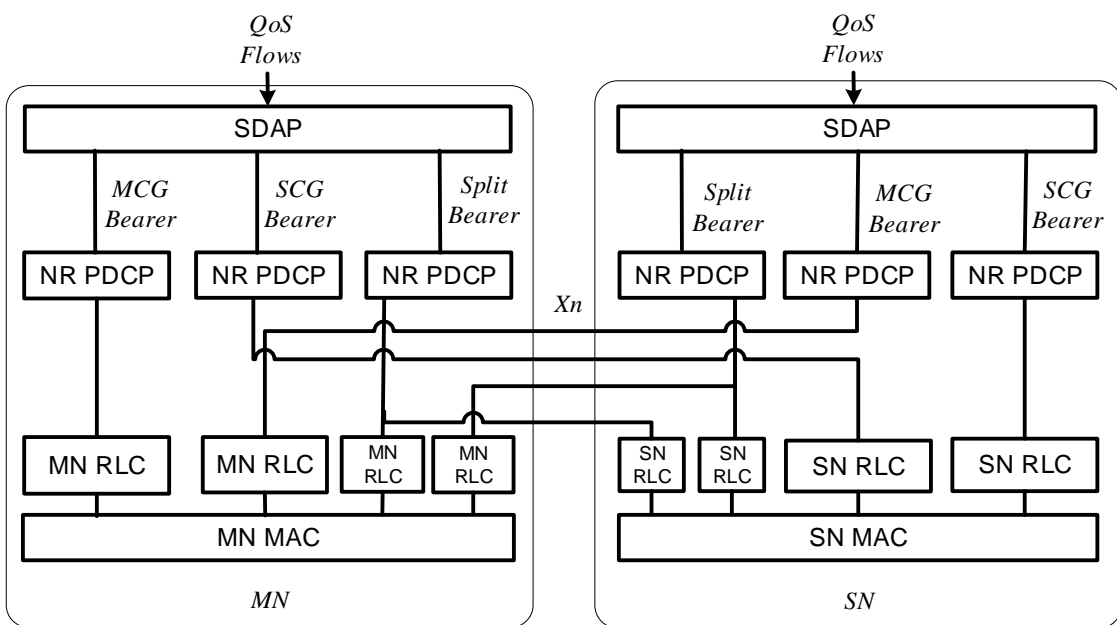 QoS
Flows
QoS
Flows
SDAP
SDAP
MCG
Bearer
SCG
Bearer
Split
Bearer
Split
Bearer
MCG
Bearer
SCG
Bearer
NR PDCP
NR PDCP
NR PDCP
NR PDCP
NR PDCP
NR PDCP
Xn
MN RLC
MN RLC
MN
RLC
MN
RLC
SN
RLC
SN
RLC
SN RLC
SN RLC
MN MAC
SN MAC
MN
SN